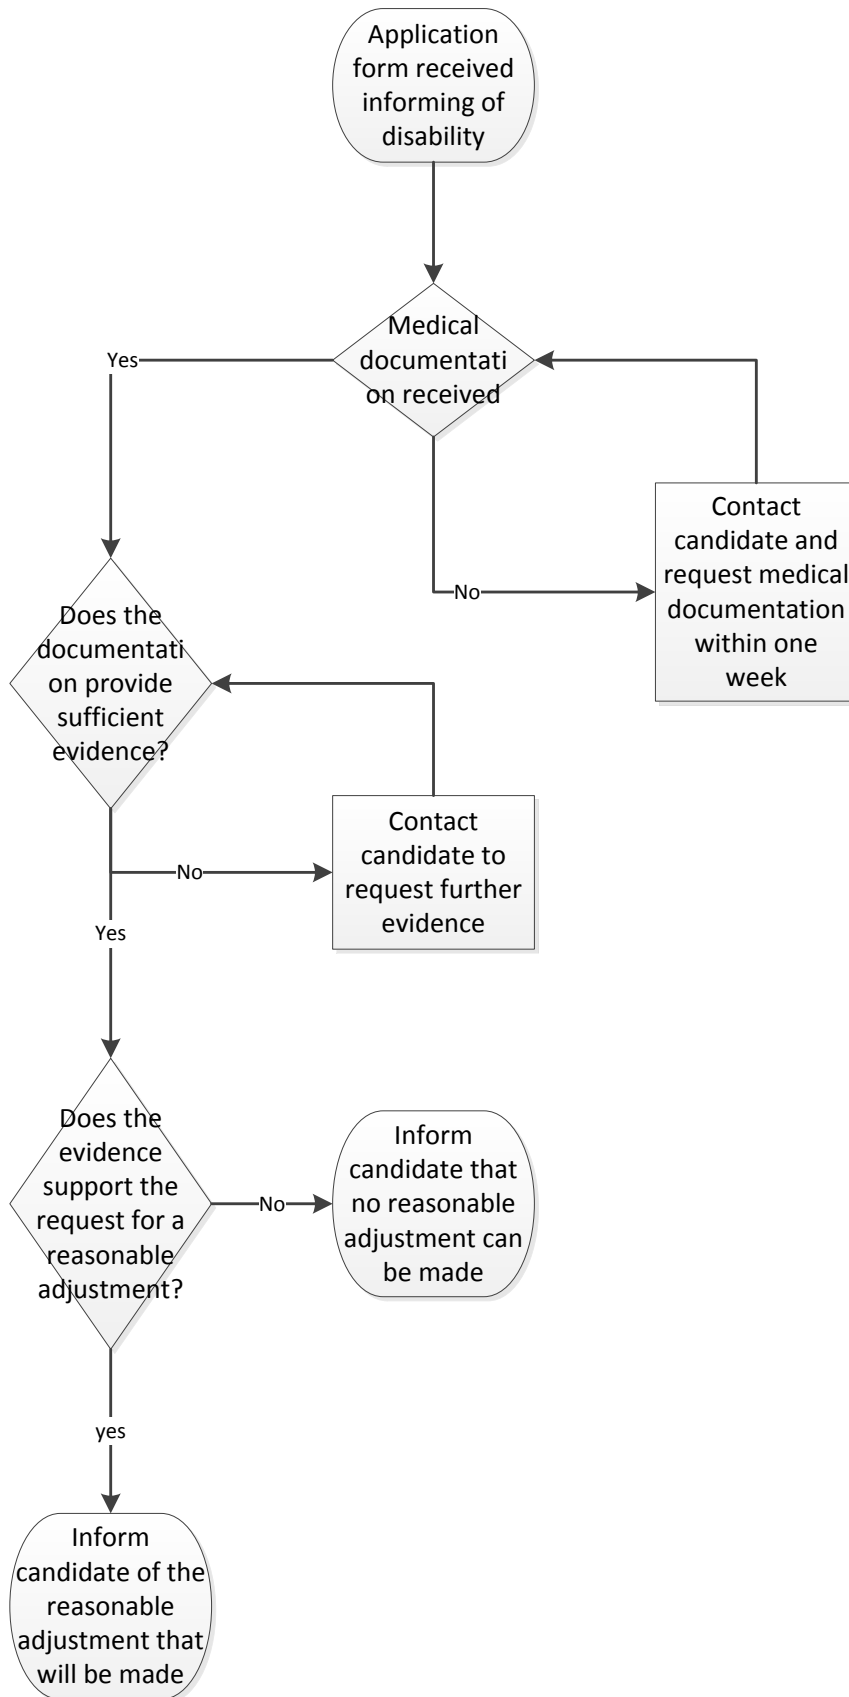 Application
form received
informing of
disability
Medical
documentati
on received
Yes
No
Contact
candidate and
request medical
documentation
within one
week
Does the
documentati
on provide
sufficient
evidence?
No
Contact
candidate to
request further
evidence
Yes
Does the
evidence
support the
request for a
reasonable
adjustment?
No
Inform
candidate that
no reasonable
adjustment can
be made
yes
Inform
candidate of the
reasonable
adjustment that
will be made